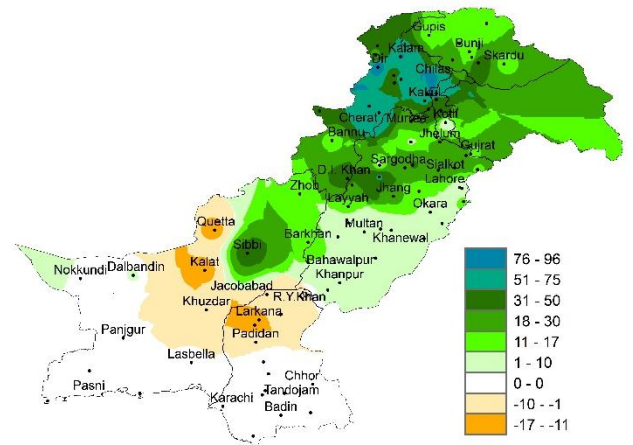 Gupis
Kalam
Bunji
Dir
Skardu
Chilas
Kakul
Cherat
Murree
Kotli
Bannu
Jhelum
Gujrat
Sargodha
Sialkot
D.I. Khan
Lahore
Zhob
Jhang
Layyah
Okara
Quetta
Multan
Barkhan
Khanewal
Sibbi
Bahawalpur
Kalat
Dalbandin
Nokkundi
Khanpur
Jacobabad
R.Y.Khan
Khuzdar
Larkana
Panjgur
Padidan
Lasbella
Pasni
Chhor
Tandojam
Karachi
Badin
76 - 96
51 - 75
31 - 50
18 - 30
11 - 17
1 - 10
0 - 0
-10 - -1
-17 - -11